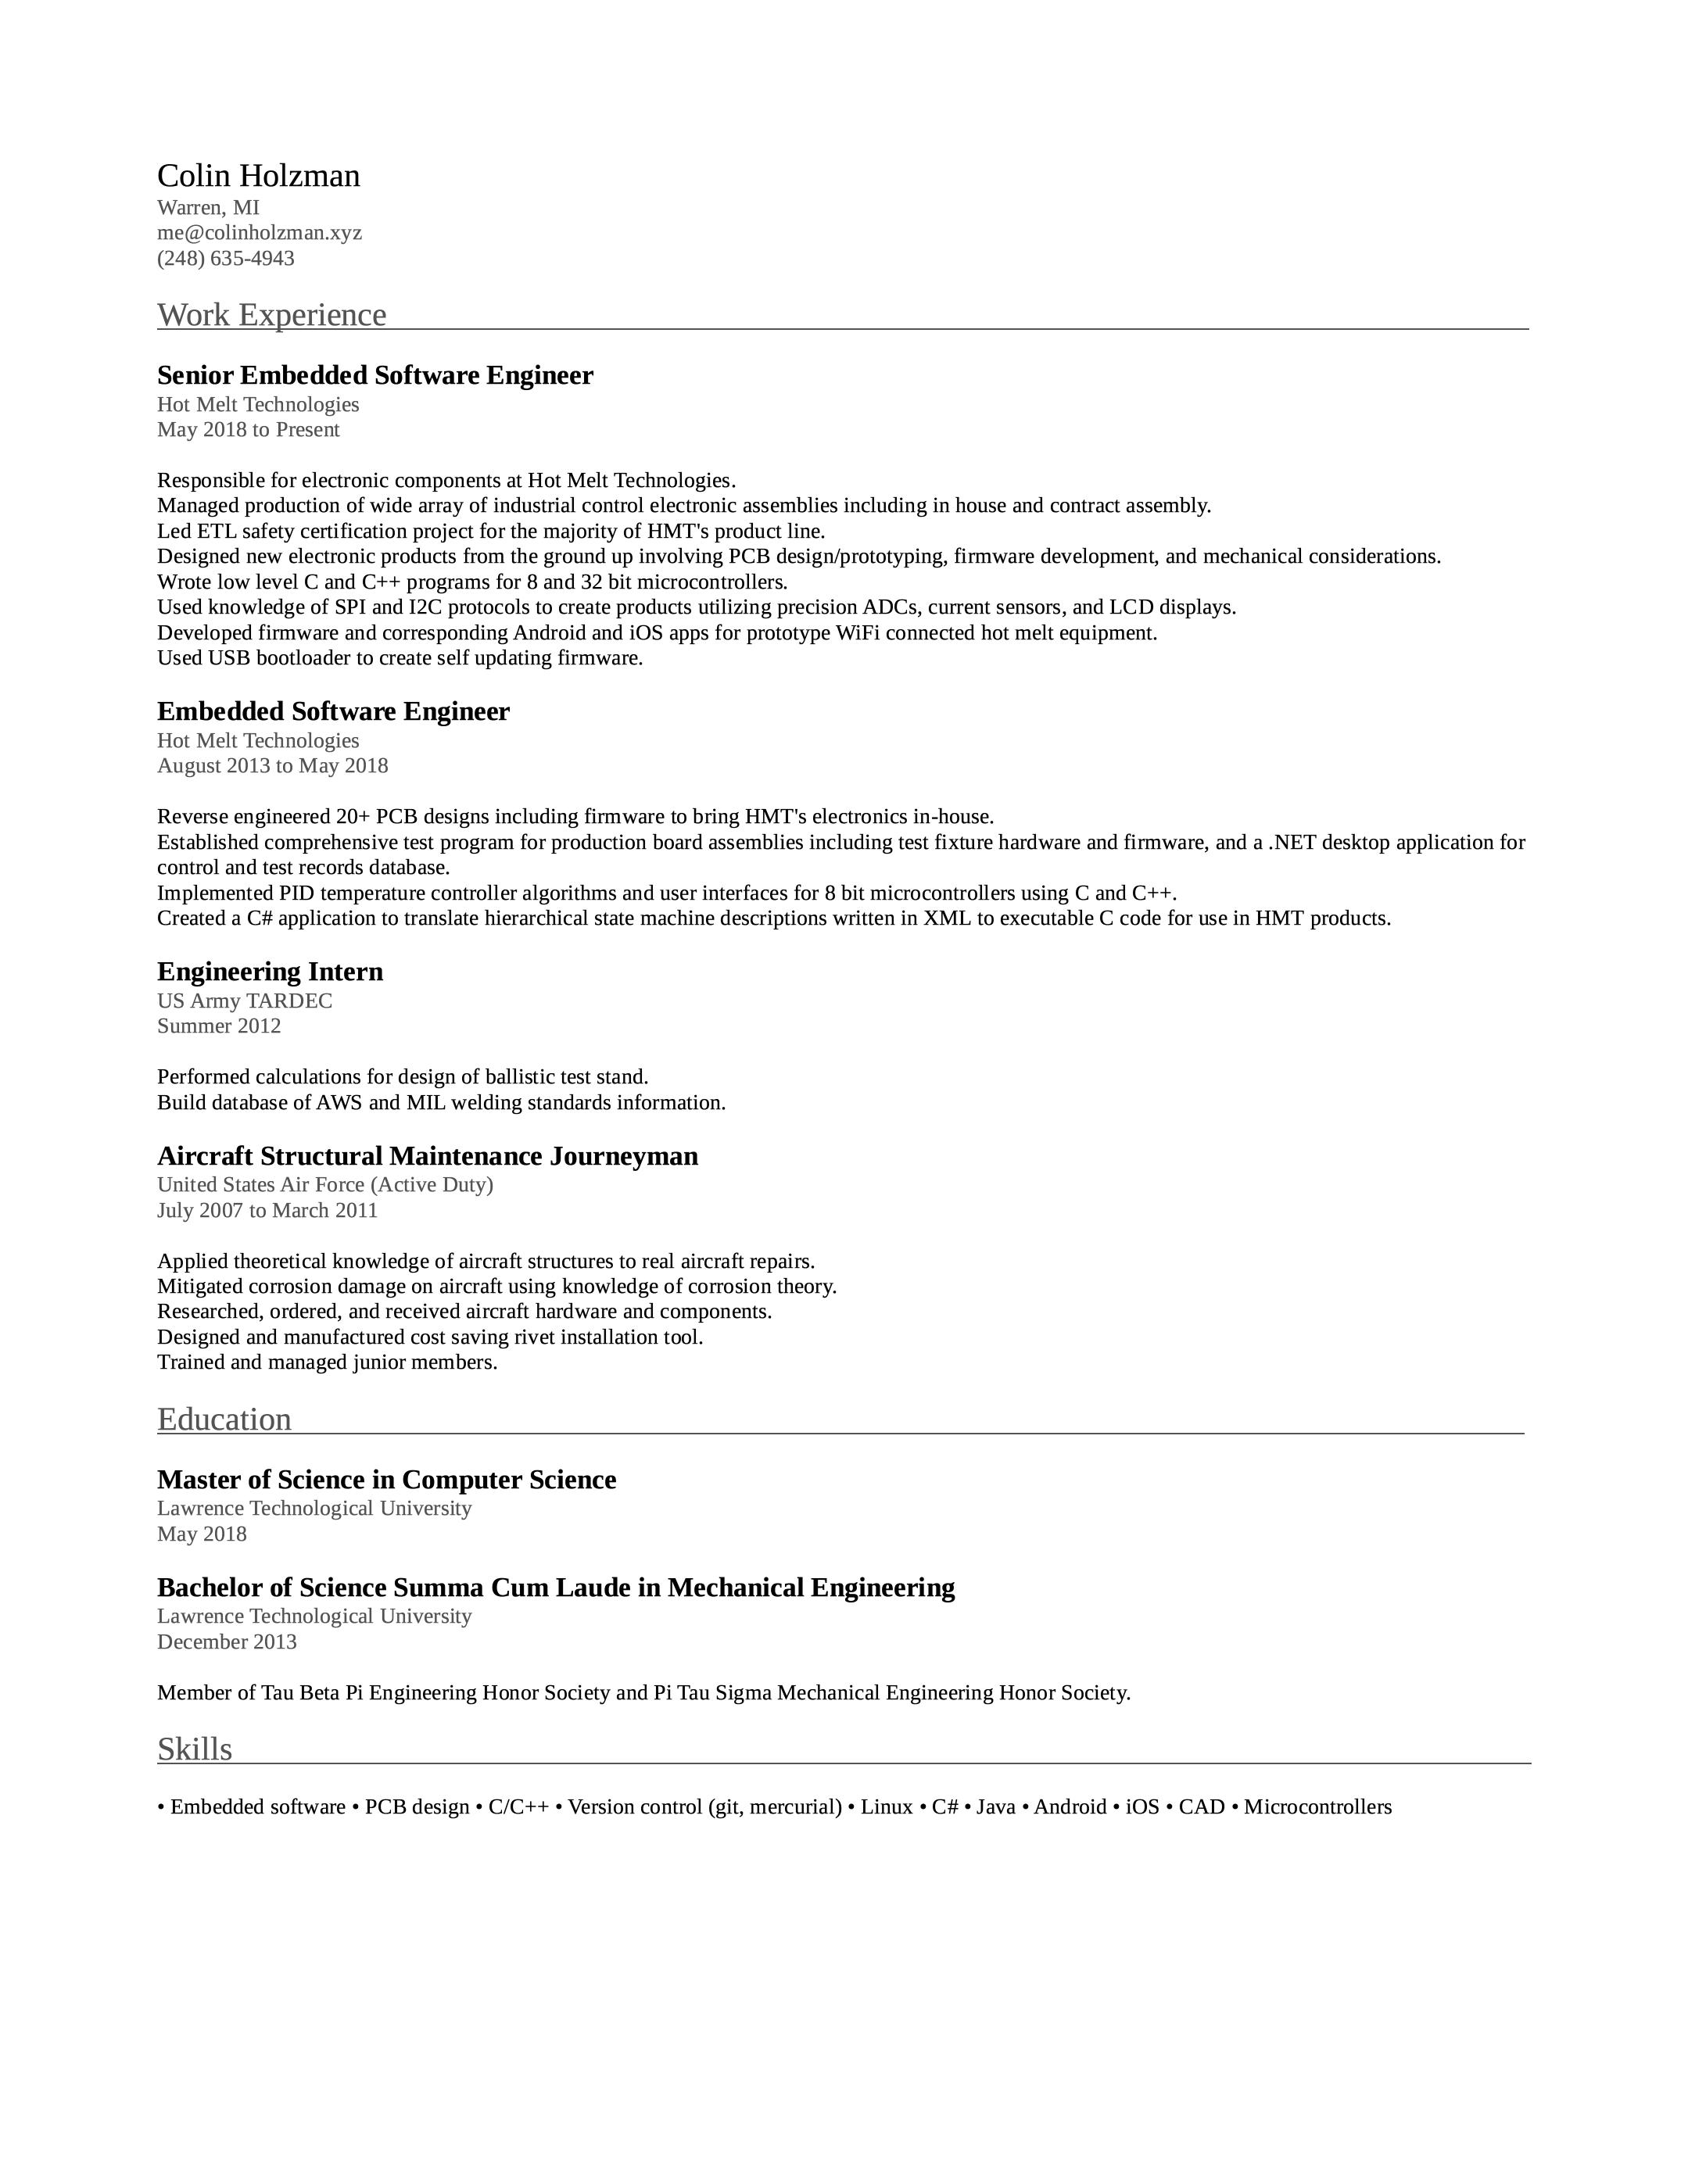 Colin Holzman
Warren, MI
me@colinholzman.xyz
(248) 635-4943
Work Experience
Senior Embedded Software Engineer
Hot Melt Technologies
May 2018 to Present
Responsible for electronic components at Hot Melt Technologies.
Managed production of wide array of industrial control electronic assemblies including in house and contract assembly.
Led ETL safety certification project for the majority of HMT's product line.
Designed new electronic products from the ground up involving PCB design/prototyping, firmware development, and mechanical considerations.
Wrote low level C and C++ programs for 8 and 32 bit microcontrollers.
Used knowledge of SPI and I2C protocols to create products utilizing precision ADCs, current sensors, and LCD displays.
Developed firmware and corresponding Android and iOS apps for prototype WiFi connected hot melt equipment.
Used USB bootloader to create self updating firmware.
Embedded Software Engineer
Hot Melt Technologies
August 2013 to May 2018
Reverse engineered 20+ PCB designs including firmware to bring HMT's electronics in-house.
Established comprehensive test program for production board assemblies including test fixture hardware and firmware, and a .NET desktop application for
control and test records database.
Implemented PID temperature controller algorithms and user interfaces for 8 bit microcontrollers using C and C++.
Created a C# application to translate hierarchical state machine descriptions written in XML to executable C code for use in HMT products.
Engineering Intern
US Army TARDEC
Summer 2012
Performed calculations for design of ballistic test stand.
Build database of AWS and MIL welding standards information.
Aircraft Structural Maintenance Journeyman
United States Air Force (Active Duty)
July 2007 to March 2011
Applied theoretical knowledge of aircraft structures to real aircraft repairs.
Mitigated corrosion damage on aircraft using knowledge of corrosion theory.
Researched, ordered, and received aircraft hardware and components.
Designed and manufactured cost saving rivet installation tool.
Trained and managed junior members.
Education
Master of Science in Computer Science
Lawrence Technological University
May 2018
Bachelor of Science Summa Cum Laude in Mechanical Engineering
Lawrence Technological University
December 2013
Member of Tau Beta Pi Engineering Honor Society and Pi Tau Sigma Mechanical Engineering Honor Society.
Skills
• Embedded software • PCB design • C/C++ • Version control (git, mercurial) • Linux • C# • Java • Android • iOS • CAD • Microcontrollers